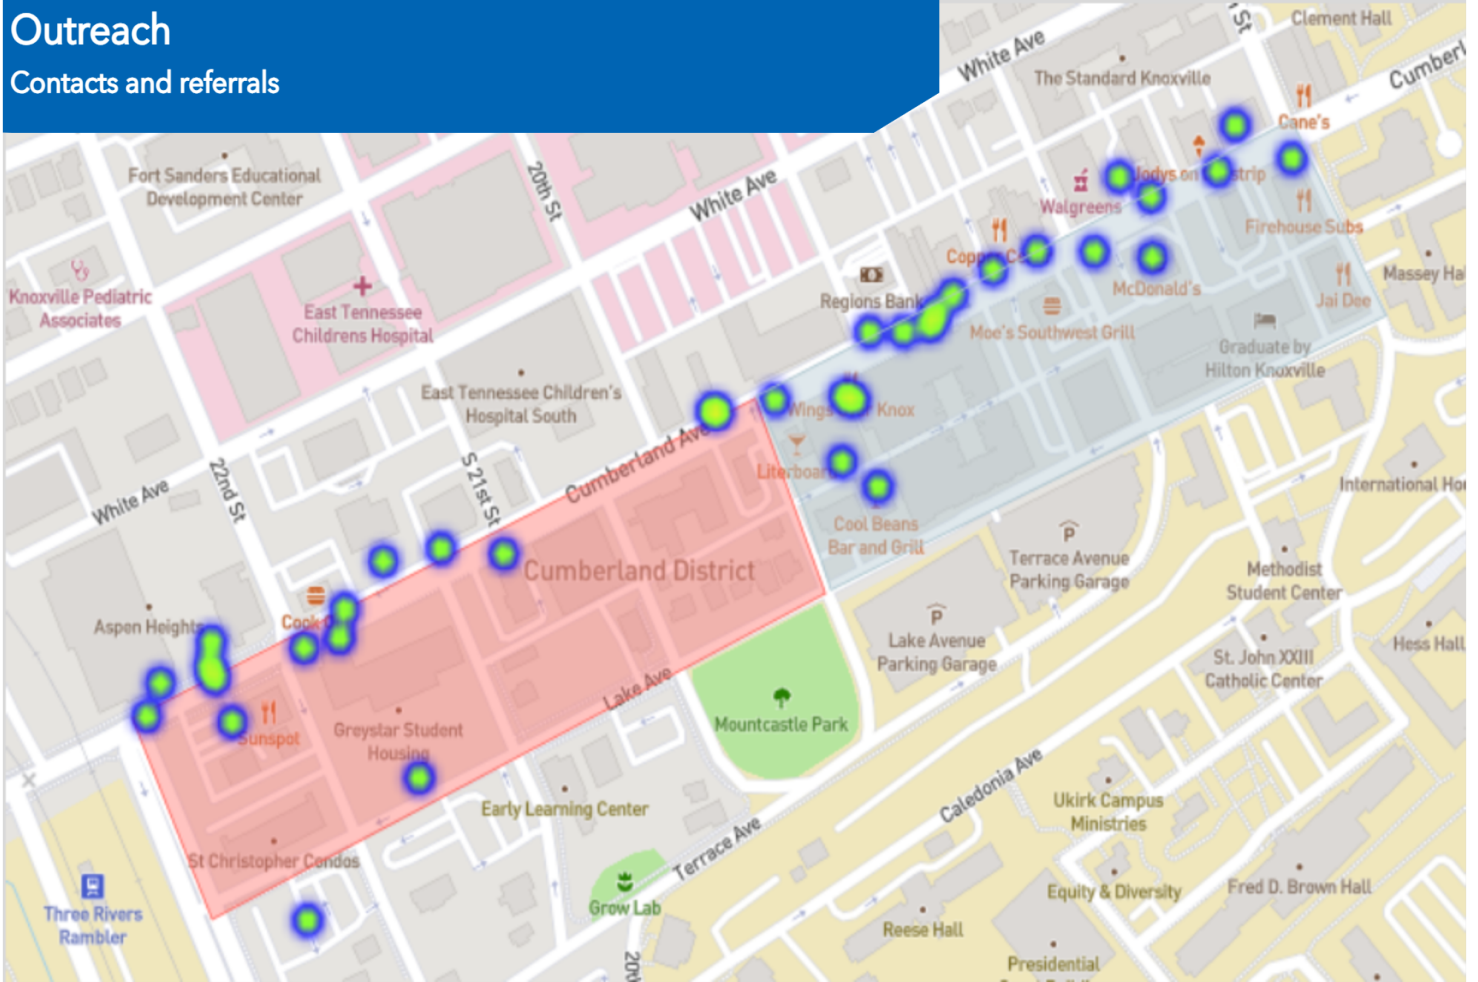 Outreach
Contacts and referrals
Clement Hall
White Ave
The Standard Knoxville
St
Cane's
Fort Sanders Educational
Development Center
20th St
White Ave
Walgreens
Firehouse Subs
Massey
Knoxville Pediatric
Associates
East Tennessee
Childrens Hospital
Regions Bank
McDonald's
Jai Dee
Moe's Southwest Grill
Graduate by
Hilton Knoxville
East Tennessee Children's
Hospital South
Wings
Knox
Cumberland Ave
22nd St
S 21st St
White Ave
International
Cool Beans
Bar and Grill
Terrace Avenue
Parking Garage
Cumberland District
Methodist
Student Center
Aspen Heights
Lake Avenue
Parking Garage
St. John XXIII
Catholic Center
Hess Hall
Lake Ave
Greystar Student
Housing
Sunspot
Mountcastle Park
Early Learning Center
Caledonia Ave
Ukirk Campus
Ministries
St Christopher Condos
Terrace Ave
Three Rivers
Rambler
Grow Lab
Equity & Diversity
Fred D. Brown Hall
Reese Hall
Presidential